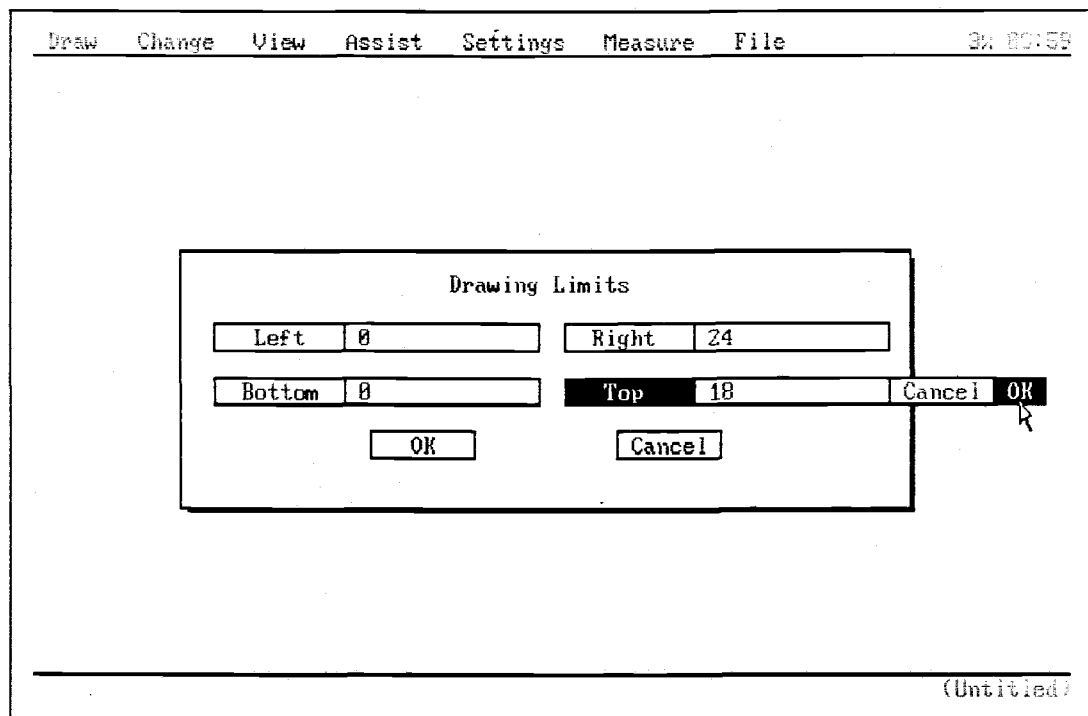 Draw Change View Assist Settings Measure File 3%
Drawing Limits
Left 0 Right 24
Bottom 0 Top 18 Cancel OK
OK Cancel
(Untitled)